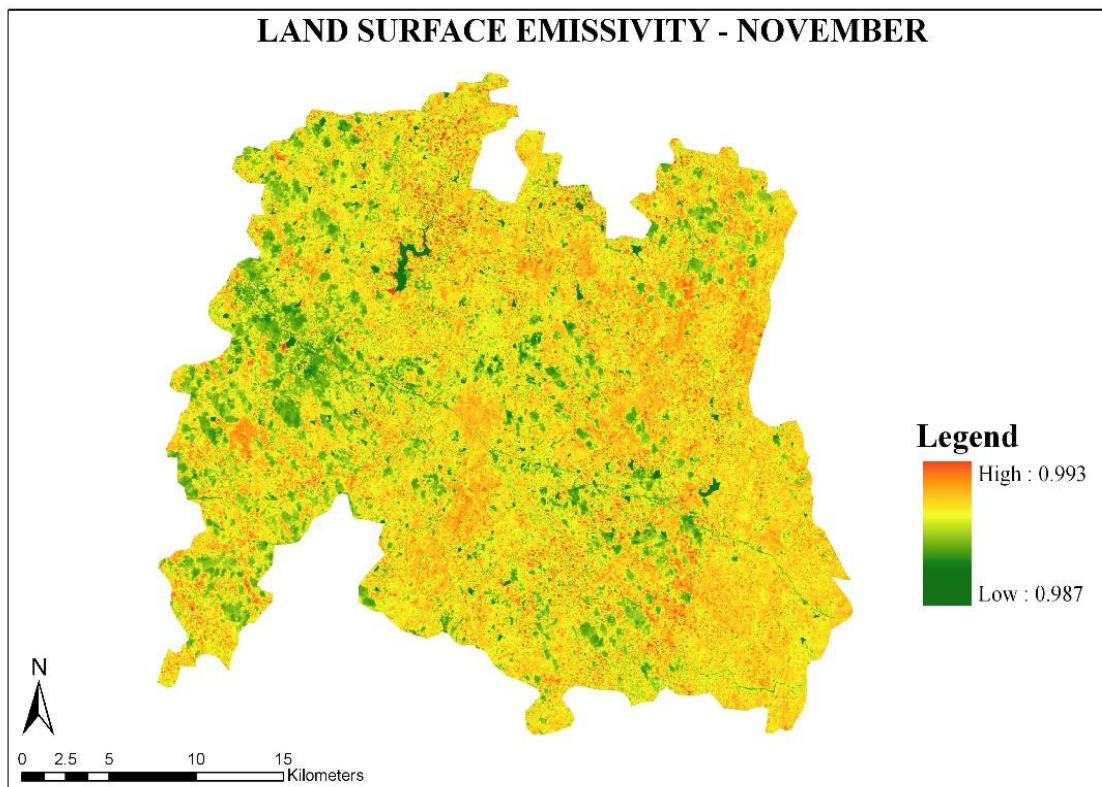 LAND SURFACE EMISSIVITY - NOVEMBER
Legend
High : 0.993
Low : 0.987
N
0 2.5 5 10 15
Kilometers